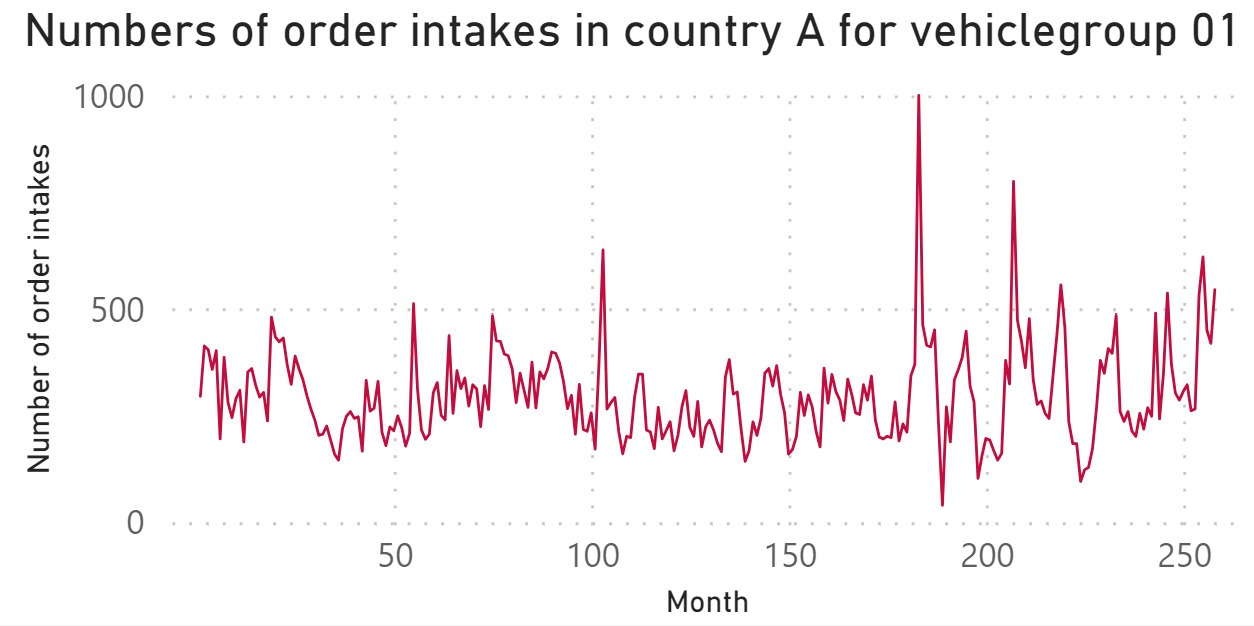 Numbers of order intakes in country A for vehiclegroup 01
1000
500
0
Number of order intakes
50 100 150 200 250
Month